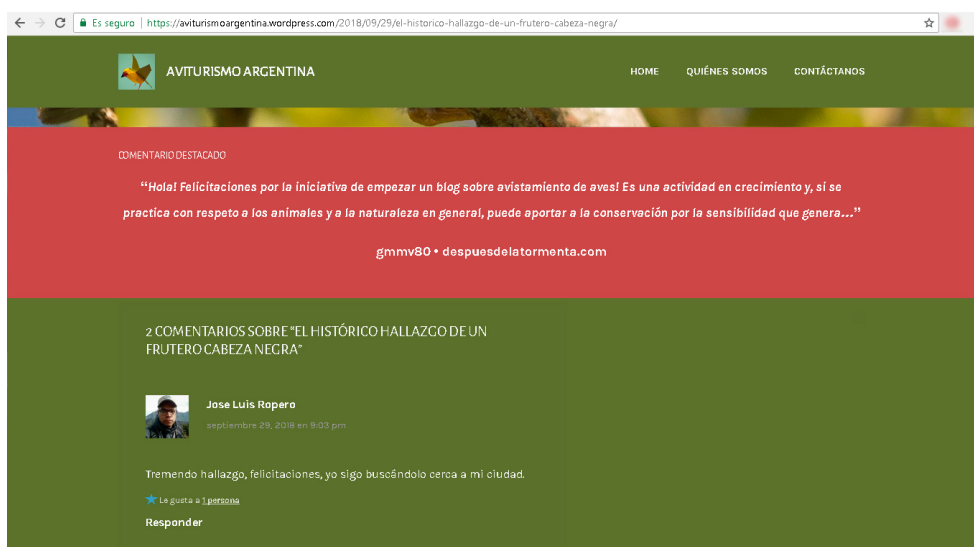 Es seguro | https://aviturismoargentina.wordpress.com/2018/09/29/el-historico-hallazgo-de-un-frutero-cabeza-negra/
AVITURISMO ARGENTINA
HOME QUIÉNES SOMOS CONTÁCTANOS
COMENTARIO DESTACADO
“Hola! Felicitaciones por la iniciativa de empezar un blog sobre avistamiento de aves! Es una actividad en crecimiento y, si se
practica con respeto a los animales y a la naturaleza en general, puede aportar a la conservación por la sensibilidad que genera…”
gmmv80 • despuesdelatormenta.com
2 COMENTARIOS SOBRE “EL HISTÓRICO HALLAZGO DE UN
FRUTERO CABEZA NEGRA”
Jose Luis Ropero
septiembre 29, 2018 en 9:03 pm
Tremendo hallazgo, felicitaciones, yo sigo buscándolo cerca a mi ciudad.
Le gusta a 1 persona
Responder